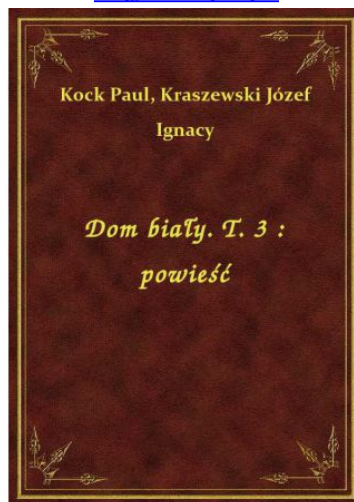 Kock Paul, Kraszewski Józef
Ignacy
Dom biały. T. 3 :
powieść